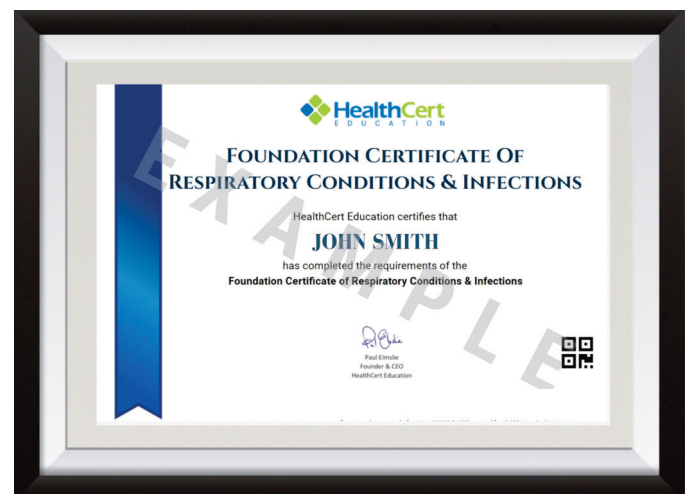 HealthCert
EDUCATION
FOUNDATION CERTIFICATE OF
RESPIRATORY CONDITIONS & INFECTIONS
HealthCert Education certifies that
JOHN SMITH
has completed the requirements of the
Foundation Certificate of Respiratory Conditions & Infections
Paul Elmslie
Founder & CEO
HealthCert Education
EXAMPLE